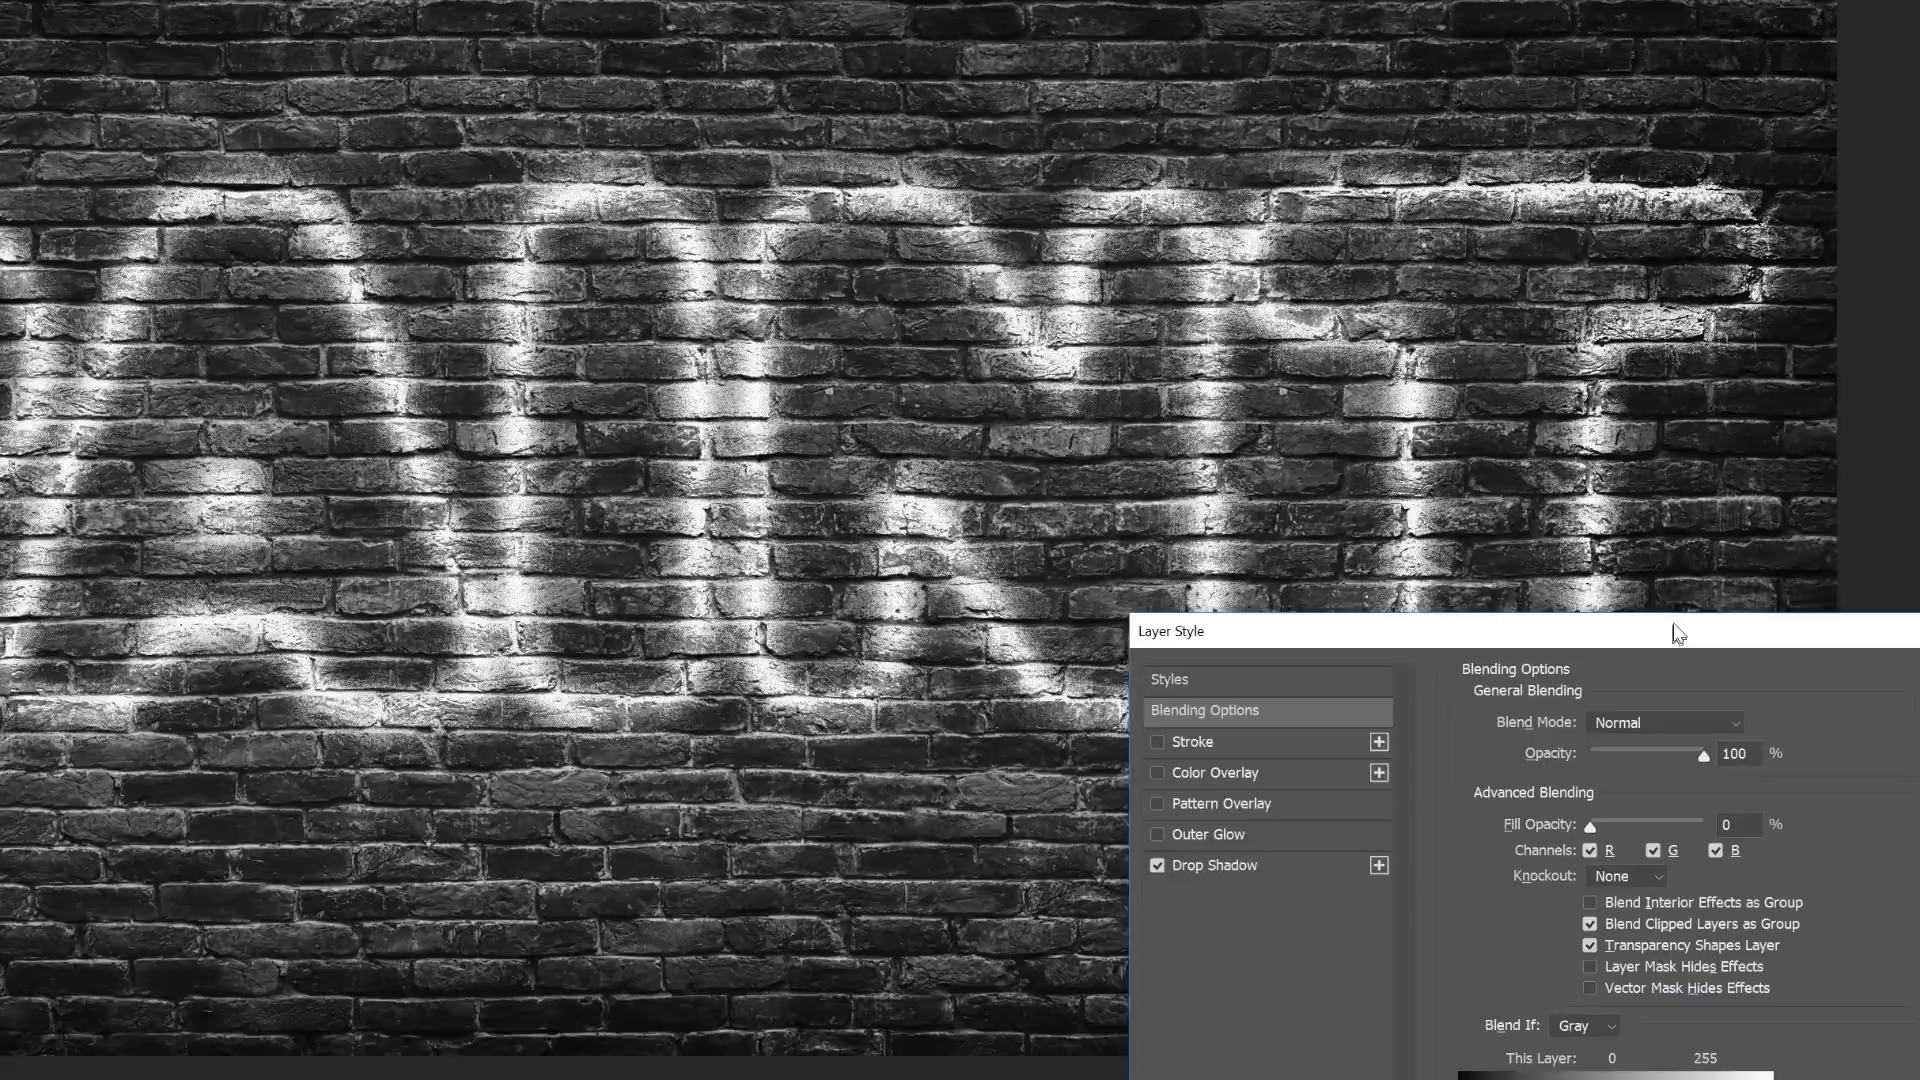 Layer Style
Styles
Blending Options
Stroke
Color Overlay
Pattern Overlay
Outer Glow
Drop Shadow
Blending Options
General Blending
Blend Mode: Normal
Opacity: 100 %
Advanced Blending
Fill Opacity: 0 %
Channels: R G B
Knockout: None
Blend Interior Effects as Group
Blend Clipped Layers as Group
Transparency Shapes Layer
Layer Mask Hides Effects
Vector Mask Hides Effects
Blend If: Gray
This Layer: 0 255